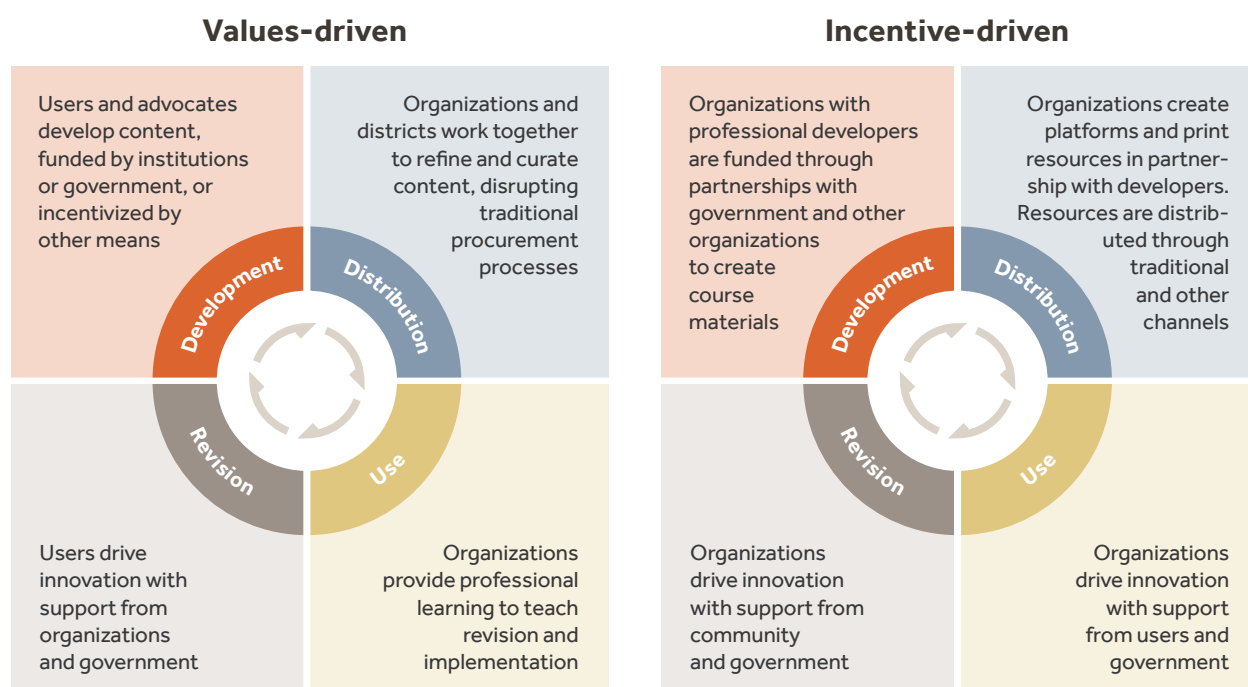 Values-driven
Users and advocates
develop content,
funded by institutions
or government, or
incentivized by
other means
Organizations and
districts work together
to refine and curate
content, disrupting
traditional
procurement
processes
Development
Distribution
Revision
Use
Users drive
innovation with
support from
organizations
and government
Organizations
provide professional
learning to teach
revision and
implementation
Incentive-driven
Organizations with
professional developers
are funded through
partnerships with
government and other
organizations
to create
course
materials
Organizations create
platforms and print
resources in partner-
ship with developers.
Resources are distrib-
uted through
traditional
and other
channels
Development
Distribution
Revision
Use
Organizations
drive innovation
with support from
community
and government
Organizations
drive innovation
with support
from users and
government